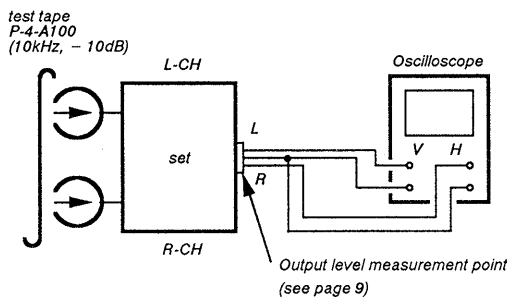 test tape
P-4-A100
(10kHz, – 10dB)
L-CH
Oscilloscope
set
L
V H
R
R-CH
Output level measurement point
(see page 9)